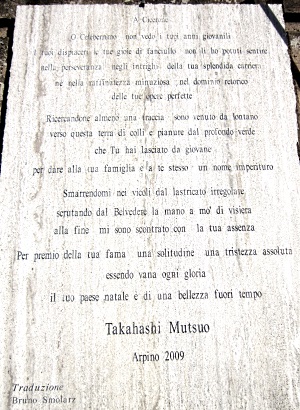 A Cicerone
O Celeberrimo non vedo i tuoi anni giovanili
I tuoi dispiaceri le tue gioie di fanciullo non li ho potuti sentire
nella perseveranza negli intrighi della tua splendida carriera
né nella raffinatezza minuziosa nel dominio retorico
delle tue opere perfette
Ricercandone almeno una traccia sono venuto da lontano
verso questa terra di colli e pianure dal profondo verde
che Tu hai lasciato da giovane
per dare alla tua famiglia e a te stesso un nome imperituro
Smarrendomi nei vicoli dal lastricato irregolare
scrutando dal Belvedere la mano a mo' di visiera
alla fine mi sono scontrato con la tua assenza
Per premio della tua fama una solitudine una tristezza assoluta
essendo vana ogni gloria
il tuo paese natale è di una bellezza fuori tempo
Takahashi Mutsuo
Arpino 2009
Traduzione
Bruno Smolarz